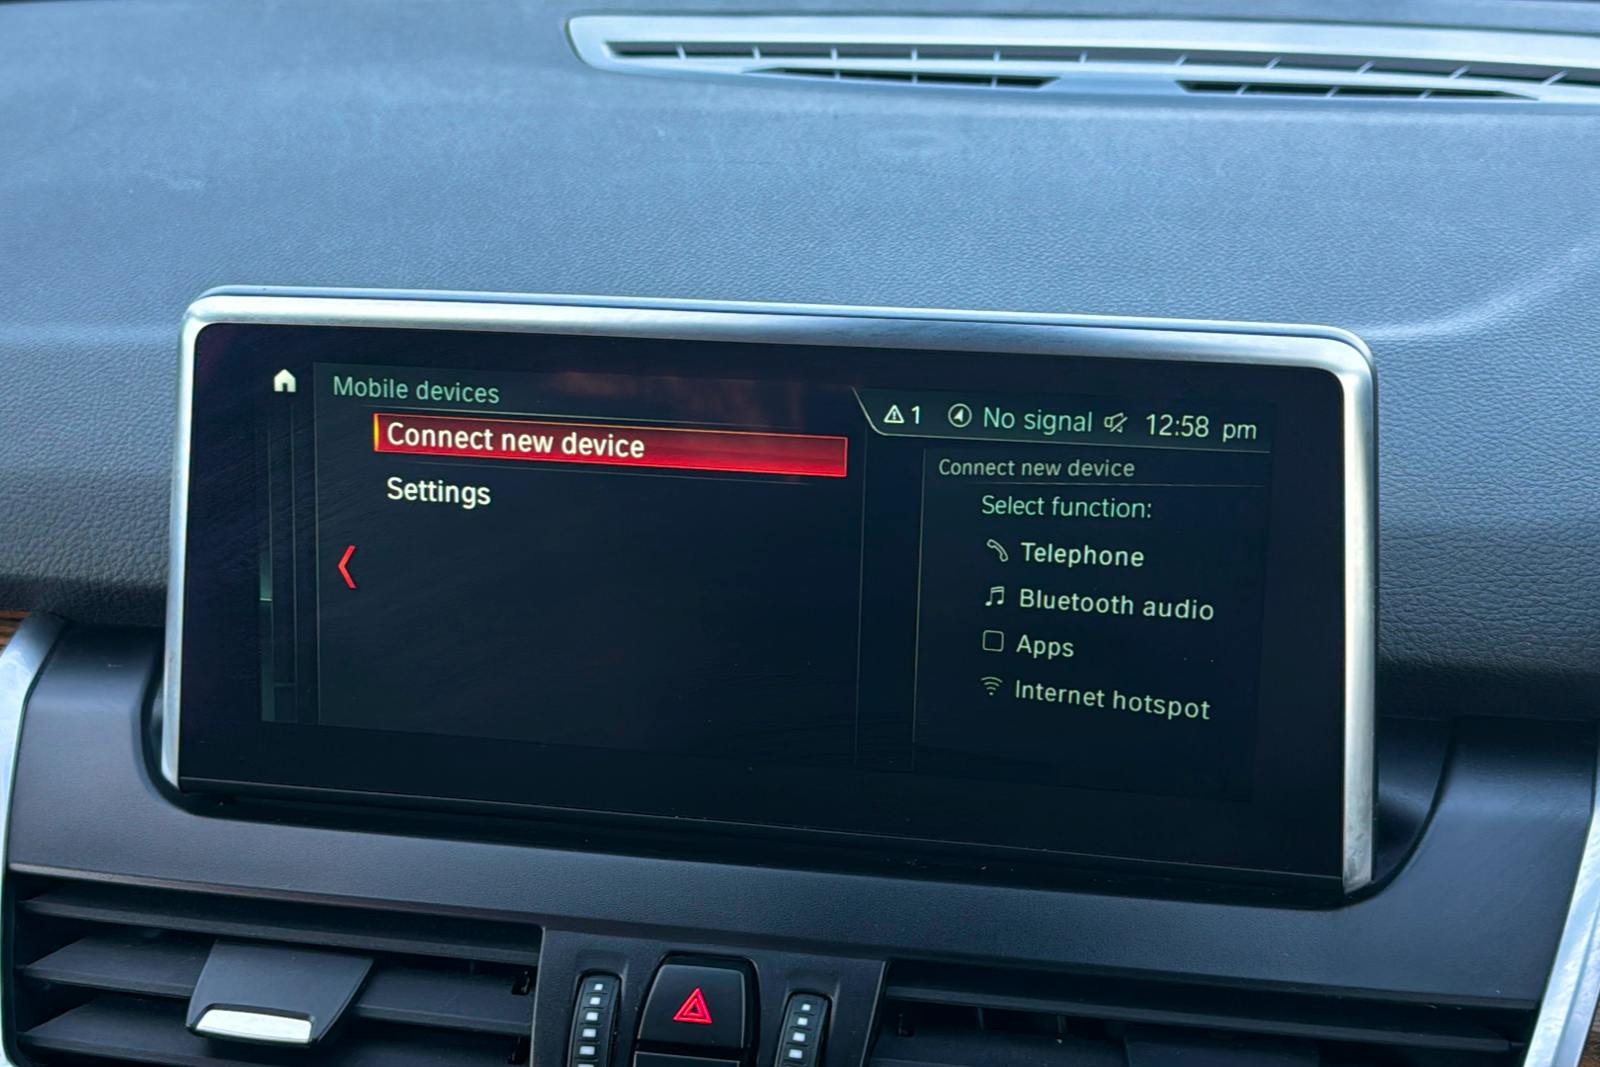 Mobile devices
1 No signal 12:58 pm
Connect new device
Settings
Connect new device
Select function:
Telephone
Bluetooth audio
Apps
Internet hotspot